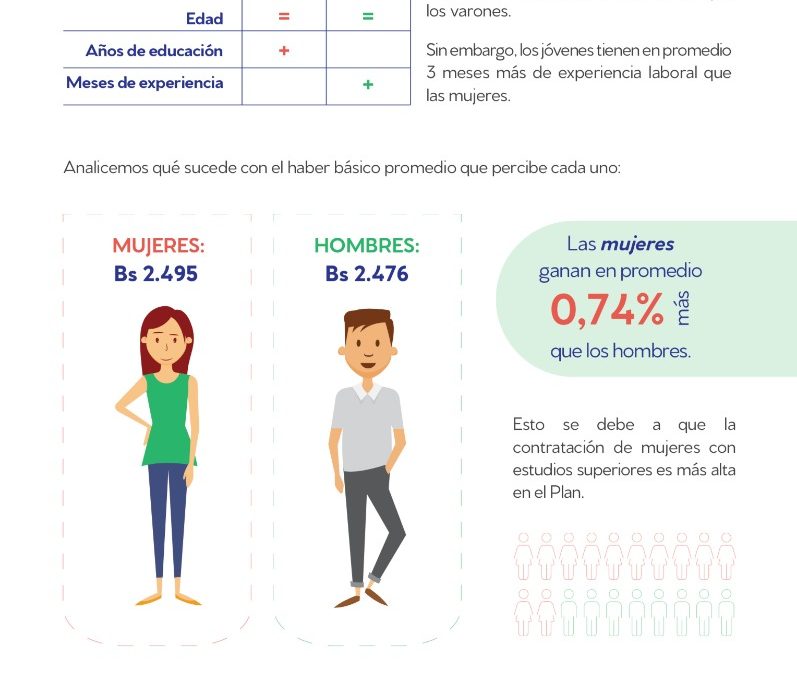 los varones.
Edad = =
Años de educación +
Meses de experiencia +
Sin embargo, los jóvenes tienen en promedio
3 meses más de experiencia laboral que
las mujeres.
Analicemos qué sucede con el haber básico promedio que percibe cada uno:
MUJERES:
Bs 2.495
HOMBRES:
Bs 2.476
Las mujeres
ganan en promedio
0,74% más
que los hombres.
Esto se debe a que la
contratación de mujeres con
estudios superiores es más alta
en el Plan.